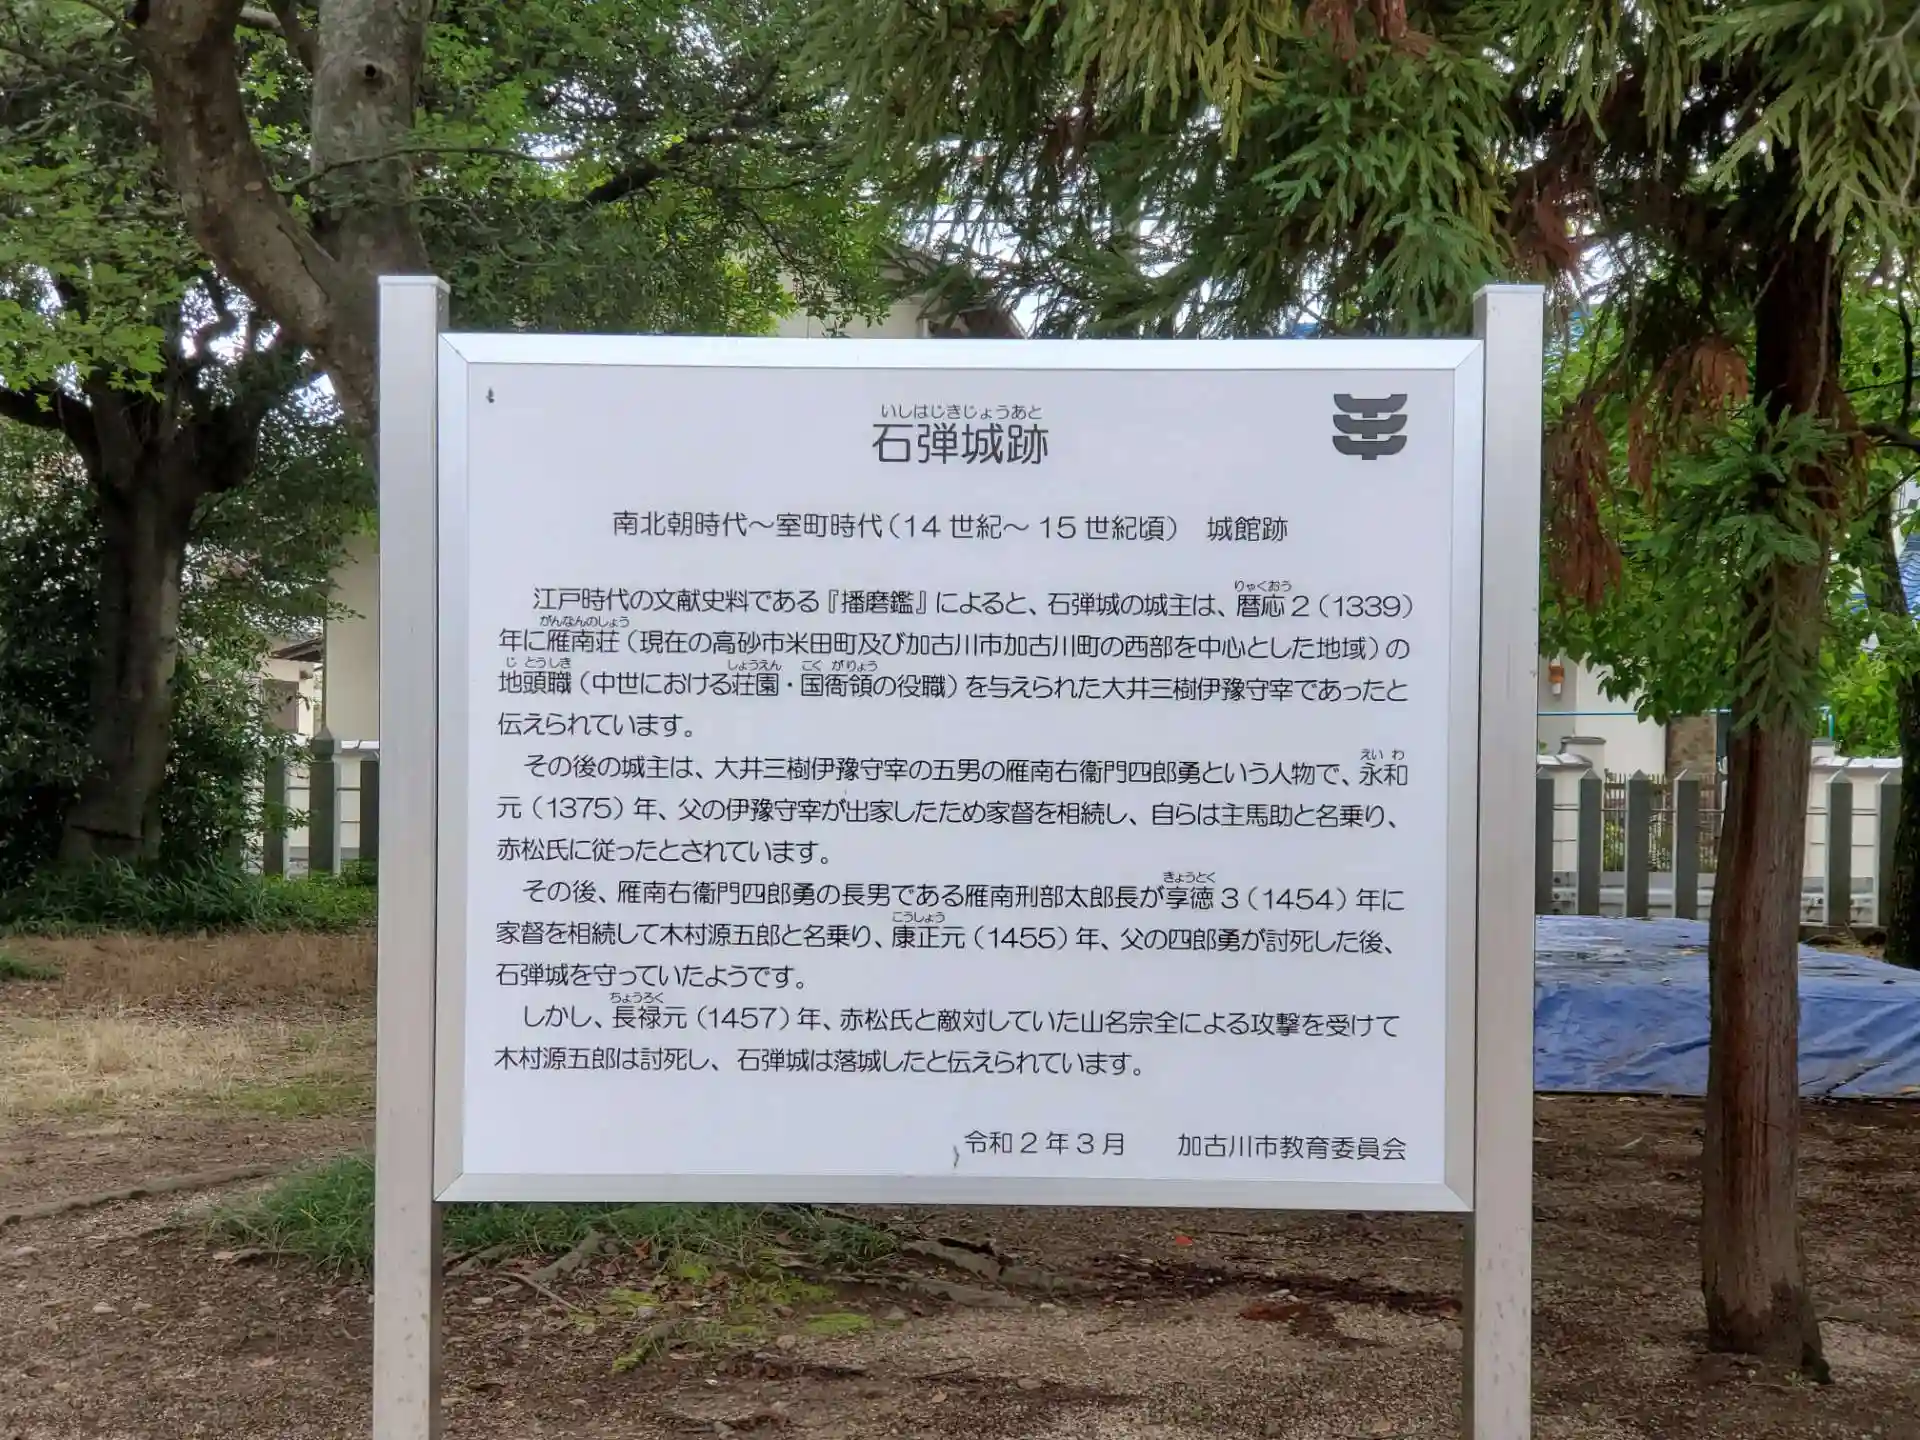 いしはじきじょうあと
石弾城跡
南北朝時代～室町時代（14世紀～15世紀頃）　城館跡
りゃくおう
江戸時代の文献史料である『播磨鑑』によると、石弾城の城主は、暦応2（1339）
がんなんのしょう
年に雁南荘（現在の高砂市米田町及び加古川市加古川町の西部を中心とした地域）の
じとうしき　しょうえん　こくがりょう
地頭職（中世における荘園・国衙領の役職）を与えられた大井三樹伊豫守宰であったと
伝えられています。
えいわ
その後の城主は、大井三樹伊豫守宰の五男の雁南右衞門四郎勇という人物で、永和
元（1375）年、父の伊豫守宰が出家したため家督を相続し、自らは主馬助と名乗り、
赤松氏に従ったとされています。
きょうとく
その後、雁南右衞門四郎勇の長男である雁南刑部太郎長が享徳3（1454）年に
こうしょう
家督を相続して木村源五郎と名乗り、康正元（1455）年、父の四郎勇が討死した後、
石弾城を守っていたようです。
ちょうろく
しかし、長禄元（1457）年、赤松氏と敵対していた山名宗全による攻撃を受けて
木村源五郎は討死し、石弾城は落城したと伝えられています。
令和2年3月　加古川市教育委員会